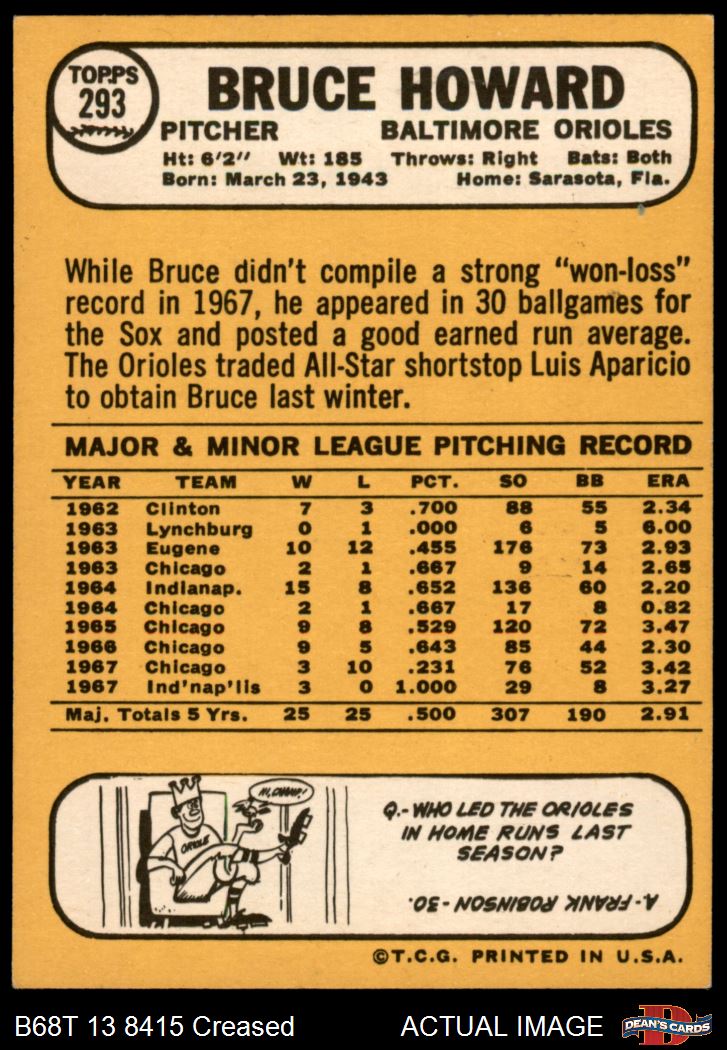 TOPPS
293
BRUCE HOWARD
PITCHER BALTIMORE ORIOLES
Ht: 6'2" Wt: 185 Throws: Right Bats: Both
Born: March 23, 1943 Home: Sarasota, Fla.
While Bruce didn't compile a strong "won-loss"
record in 1967, he appeared in 30 ballgames for
the Sox and posted a good earned run average.
The Orioles traded All-Star shortstop Luis Aparicio
to obtain Bruce last winter.
MAJOR & MINOR LEAGUE PITCHING RECORD
YEAR TEAM W L PCT. SO BB ERA
1962 Clinton 7 3 .700 88 55 2.34
1963 Lynchburg 0 1 .000 6 5 6.00
1963 Eugene 10 12 .455 176 73 2.93
1963 Chicago 2 1 .667 9 14 2.65
1964 Indianap. 15 8 .652 136 60 2.20
1964 Chicago 2 1 .667 17 8 0.82
1965 Chicago 9 8 .529 120 72 3.47
1966 Chicago 9 5 .643 85 44 2.30
1967 Chicago 3 10 .231 76 52 3.42
1967 Ind'nap'lis 3 0 1.000 29 8 3.27
Maj. Totals 5 Yrs. 25 25 .500 307 190 2.91
HI, CHAMP!
ORIOLE
Q.- WHO LED THE ORIOLES
IN HOME RUNS LAST
SEASON?
A- FRANK ROBINSON - 30.
©T.C.G. PRINTED IN U.S.A.
B68T 13 8415 Creased ACTUAL IMAGE
D
DEAN'S CARDS